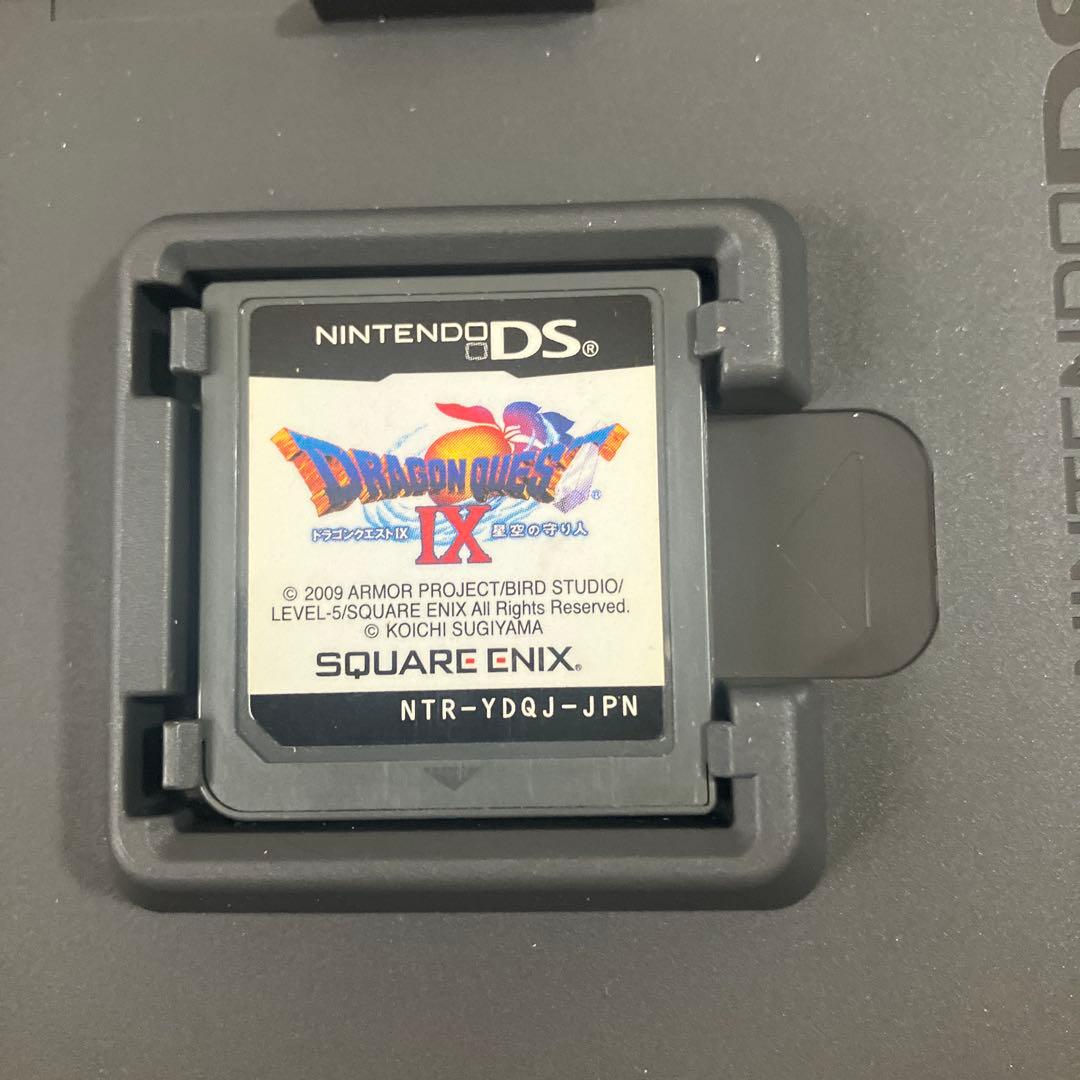 NINTENDO DS®
DRAGON QUEST®
ドラゴンクエストIX IX 星空の守り人
© 2009 ARMOR PROJECT/BIRD STUDIO/
LEVEL-5/SQUARE ENIX All Rights Reserved.
© KOICHI SUGIYAMA
SQUARE ENIX®
NTR-YDQJ-JPN
NINTENDO DS